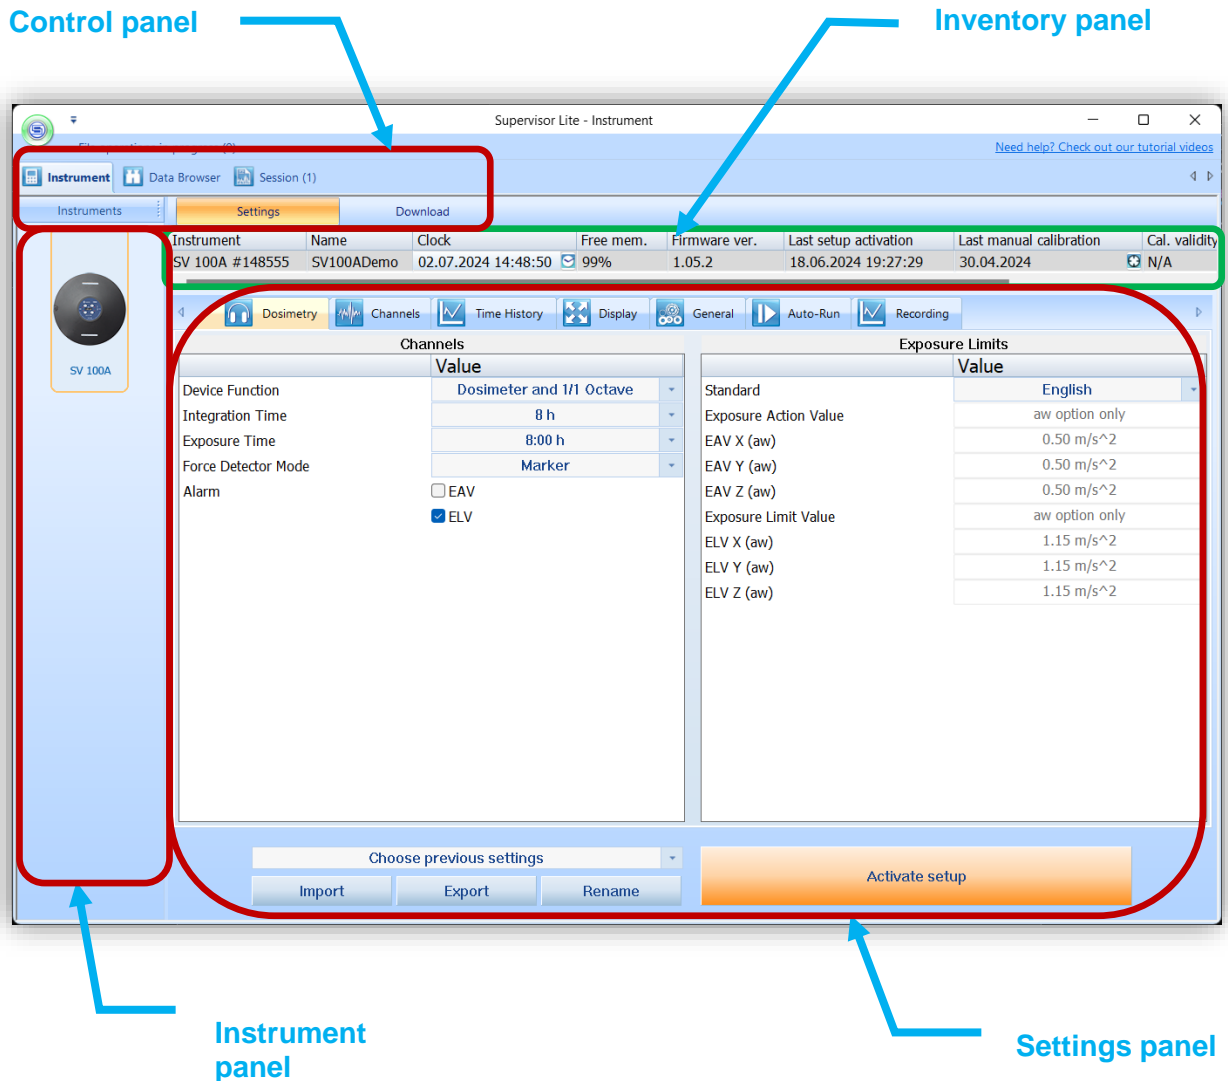 Control panel
Inventory panel
Supervisor Lite - Instrument
Need help? Check out our tutorial videos
Instrument Data Browser Session (1)
Instruments Settings Download
Instrument Name Clock Free mem. Firmware ver. Last setup activation Last manual calibration Cal. validity
SV 100A #148555 SV100ADemo 02.07.2024 14:48:50 99% 1.05.2 18.06.2024 19:27:29 30.04.2024 N/A
Dosimetry Channels Time History Display General Auto-Run Recording
SV 100A
Channels
Value
Device Function Dosimeter and 1/1 Octave
Integration Time 8 h
Exposure Time 8:00 h
Force Detector Mode Marker
Alarm EAV
ELV
Exposure Limits
Value
Standard English
Exposure Action Value aw option only
EAV X (aw) 0.50 m/s^2
EAV Y (aw) 0.50 m/s^2
EAV Z (aw) 0.50 m/s^2
Exposure Limit Value aw option only
ELV X (aw) 1.15 m/s^2
ELV Y (aw) 1.15 m/s^2
ELV Z (aw) 1.15 m/s^2
Choose previous settings
Import Export Rename
Activate setup
Instrument
panel
Settings panel